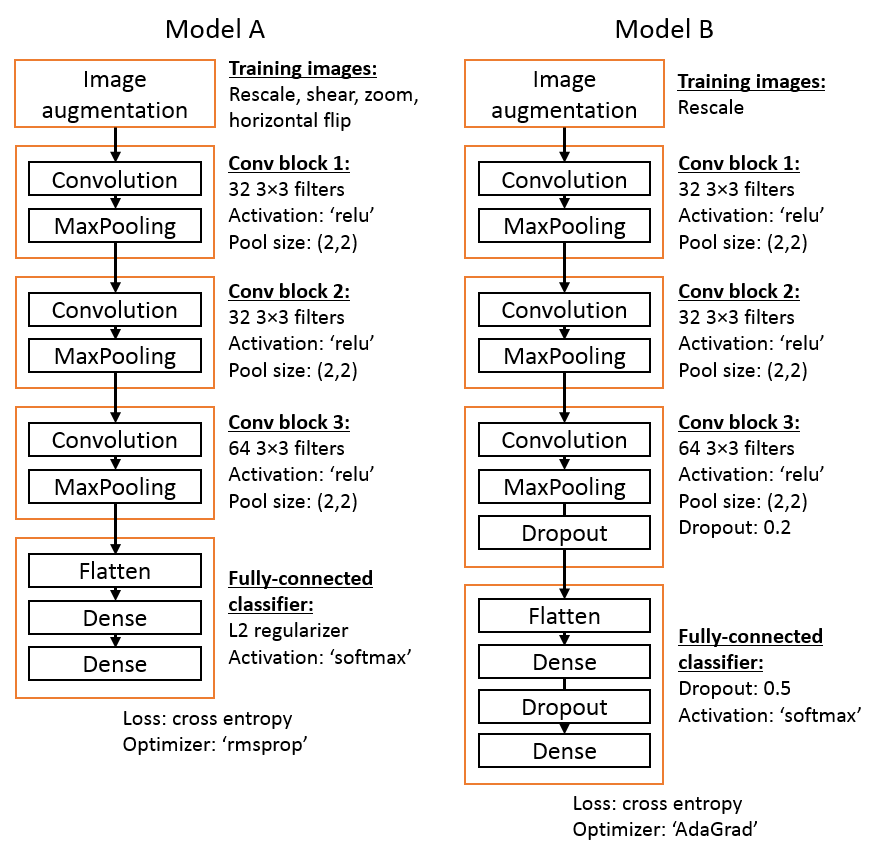 Model A
Image
augmentation
Training images:
Rescale, shear, zoom,
horizontal flip
Convolution
MaxPooling
Conv block 1:
32 3×3 filters
Activation: ‘relu’
Pool size: (2,2)
Convolution
MaxPooling
Conv block 2:
32 3×3 filters
Activation: ‘relu’
Pool size: (2,2)
Convolution
MaxPooling
Conv block 3:
64 3×3 filters
Activation: ‘relu’
Pool size: (2,2)
Flatten
Dense
Dense
Fully-connected
classifier:
L2 regularizer
Activation: ‘softmax’
Loss: cross entropy
Optimizer: ‘rmsprop’
Model B
Image
augmentation
Training images:
Rescale
Convolution
MaxPooling
Conv block 1:
32 3×3 filters
Activation: ‘relu’
Pool size: (2,2)
Convolution
MaxPooling
Conv block 2:
32 3×3 filters
Activation: ‘relu’
Pool size: (2,2)
Convolution
MaxPooling
Dropout
Conv block 3:
64 3×3 filters
Activation: ‘relu’
Pool size: (2,2)
Dropout: 0.2
Flatten
Dense
Dropout
Dense
Fully-connected
classifier:
Dropout: 0.5
Activation: ‘softmax’
Loss: cross entropy
Optimizer: ‘AdaGrad’